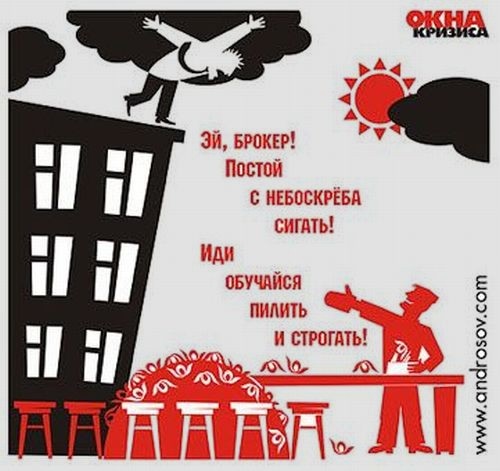 ОКНА
КРИЗИСА
Эй, брокер!
Постой
с небоскрёба
сигать!
Иди
обучайся
пилить
и строгать!
www.androsov.com